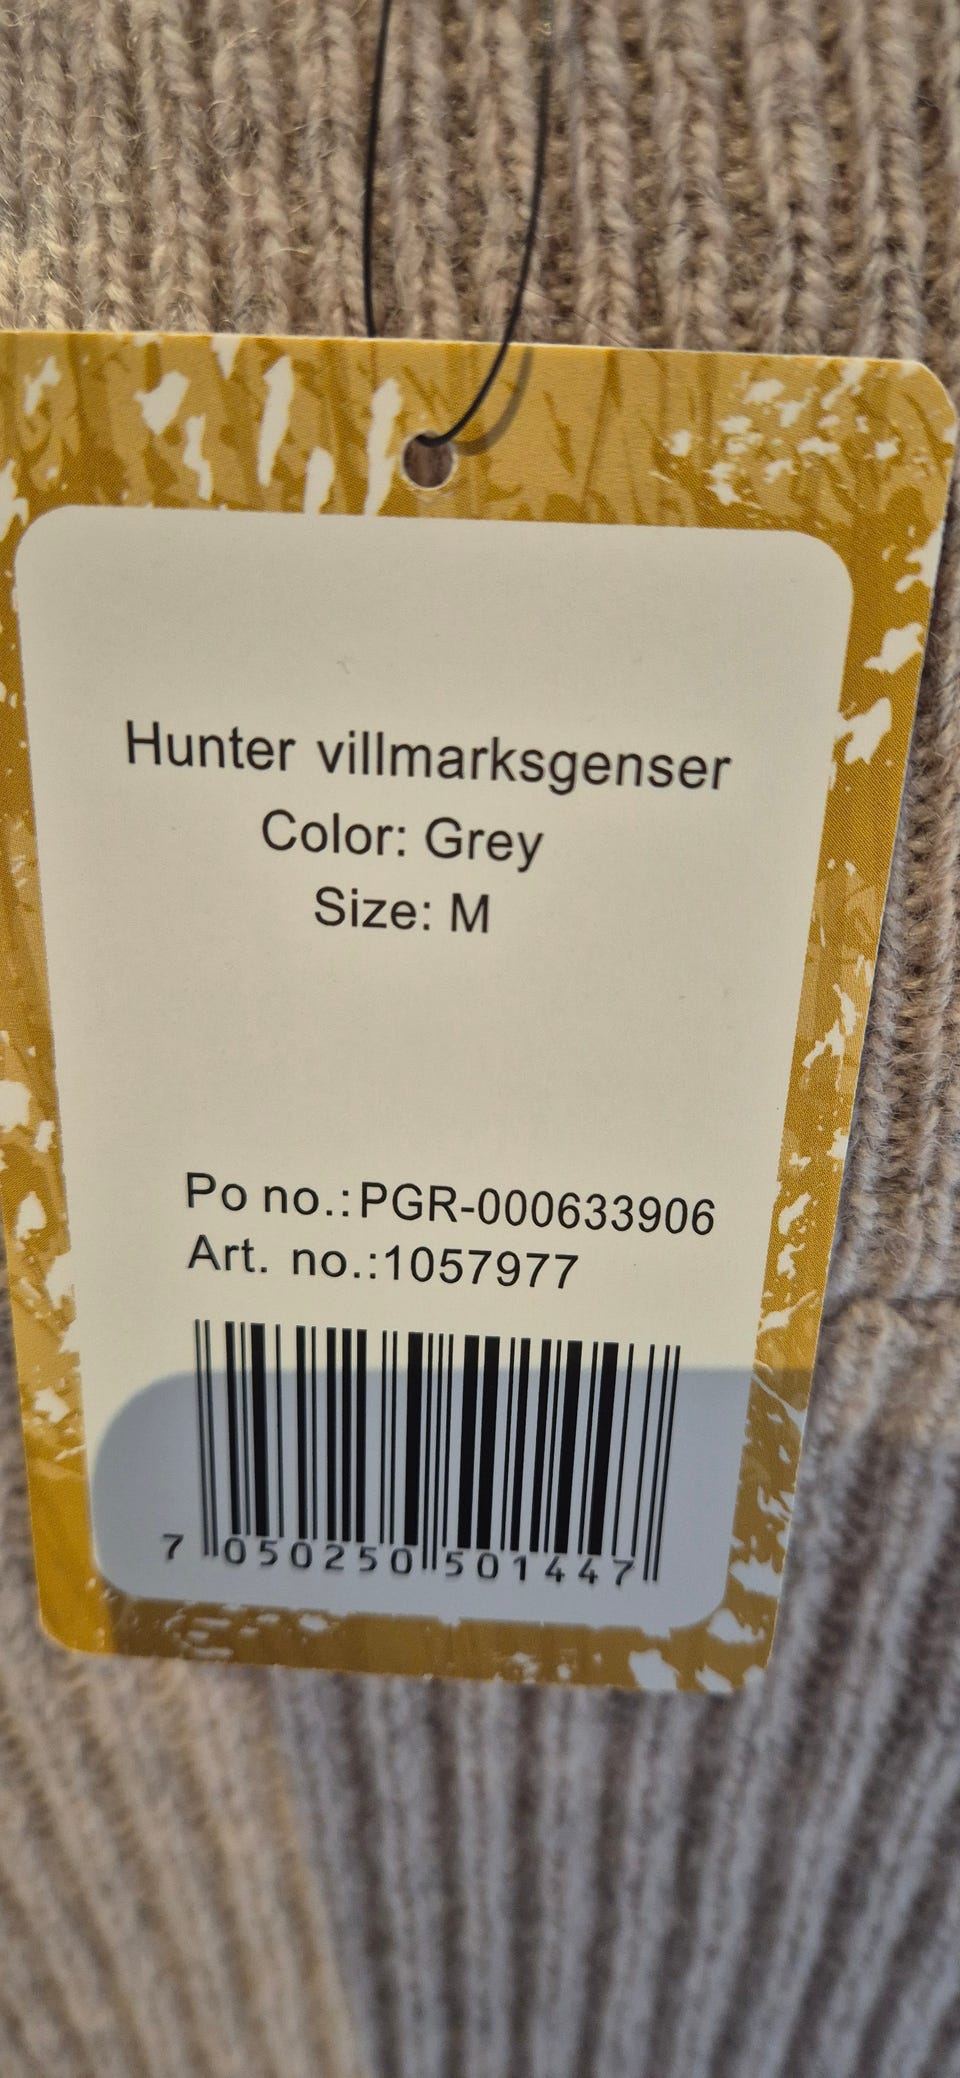 Hunter villmarksgenser
Color: Grey
Size: M
Po no.:PGR-000633906
Art. no.:1057977
7 050250 501447